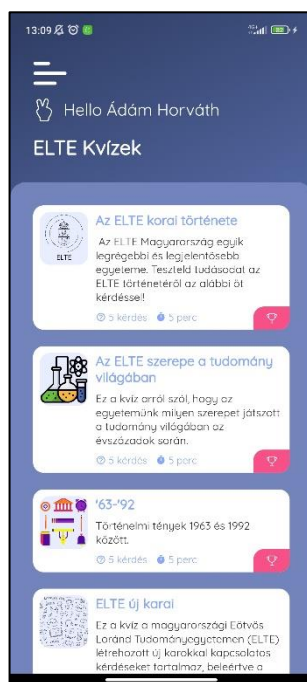 13:09
Hello Ádám Horváth
ELTE Kvízek
Az ELTE korai története
Az ELTE Magyarország egyik
legrégebbi és legjelentősebb
egyeteme. Teszteld tudásodat az
ELTE történetéről az alábbi öt
kérdéssel!
ELTE
5 kérdés 5 perc
Az ELTE szerepe a tudomány
világában
Ez a kvíz arról szól, hogy az
egyetemünk milyen szerepet játszott
a tudomány világában az
évszázadok során.
5 kérdés 5 perc
'63-'92
Történelmi tények 1963 és 1992
között.
5 kérdés 5 perc
ELTE új karai
Ez a kvíz a magyarországi Eötvös
Loránd Tudományegyetemen (ELTE)
létrehozott új karokkal kapcsolatos
kérdéseket tartalmaz, beleértve a